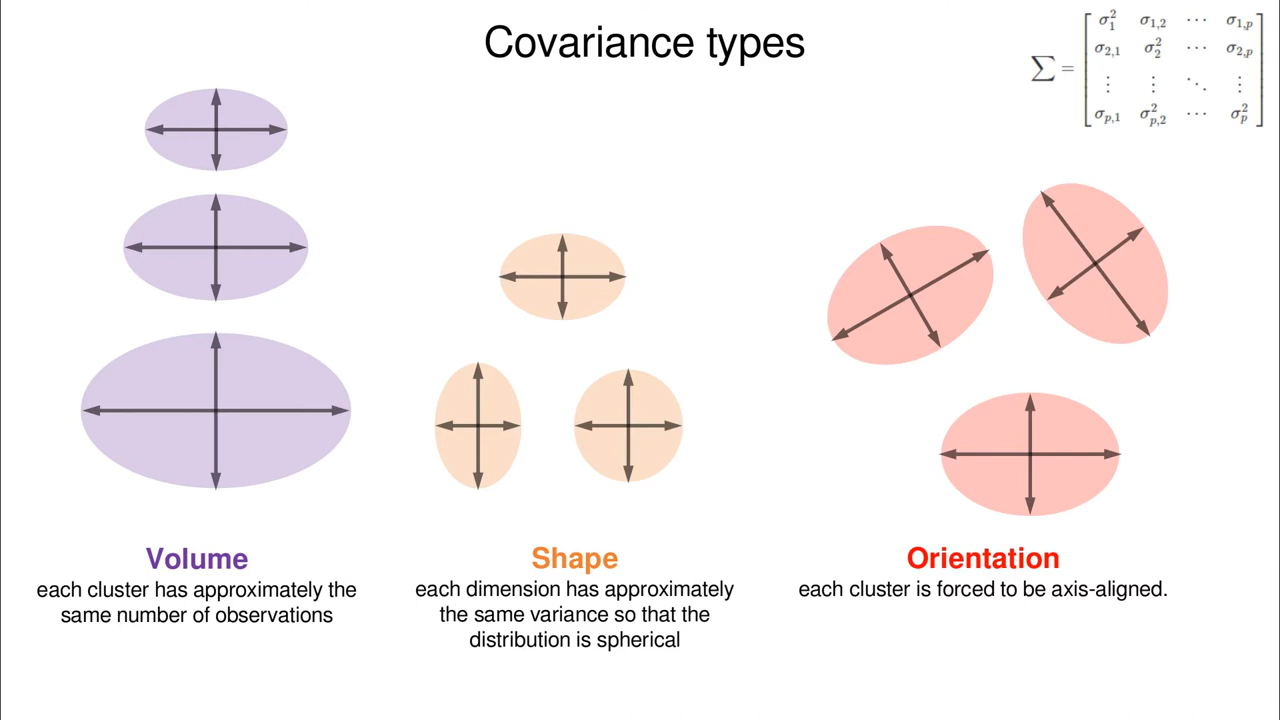 Covariance types
∑ =
σ₁² σ₁,₂ ⋯ σ₁,ₚ
σ₂,₁ σ₂² ⋯ σ₂,ₚ
⋮ ⋮ ⋱ ⋮
σₚ,₁ σ²ₚ,₂ ⋯ σₚ²
Volume
each cluster has approximately the
same number of observations
Shape
each dimension has approximately
the same variance so that the
distribution is spherical
Orientation
each cluster is forced to be axis-aligned.